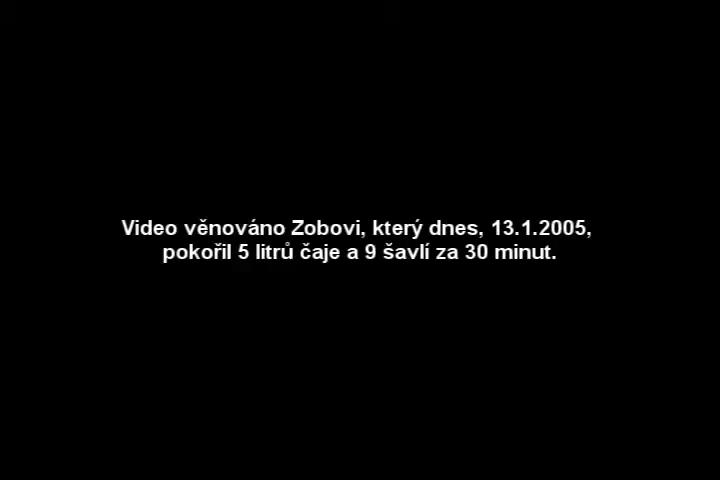 Video věnováno Zobovi, který dnes, 13.1.2005,
pokořil 5 litrů čaje a 9 šavlí za 30 minut.